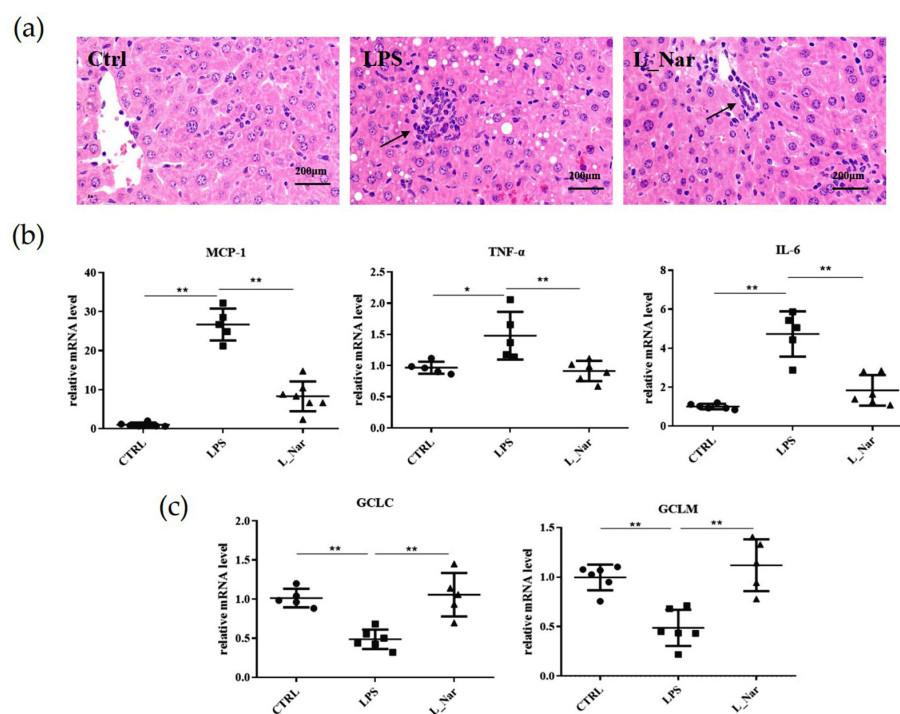 (a)
Ctrl
LPS
L_Nar
200μm
200μm
200μm
(b)
MCP-1
TNF-α
IL-6
relative mRNA level
40
30
20
10
0
**
**
CTRL
LPS
L_Nar
relative mRNA level
2.5
2.0
1.5
1.0
0.5
0.0
*
**
CTRL
LPS
L_Nar
relative mRNA level
8
6
4
2
0
**
**
CTRL
LPS
L_Nar
(c)
GCLC
GCLM
relative mRNA level
2.0
1.5
1.0
0.5
0.0
**
**
CTRL
LPS
L_Nar
relative mRNA level
1.5
1.0
0.5
0.0
**
**
CTRL
LPS
L_Nar